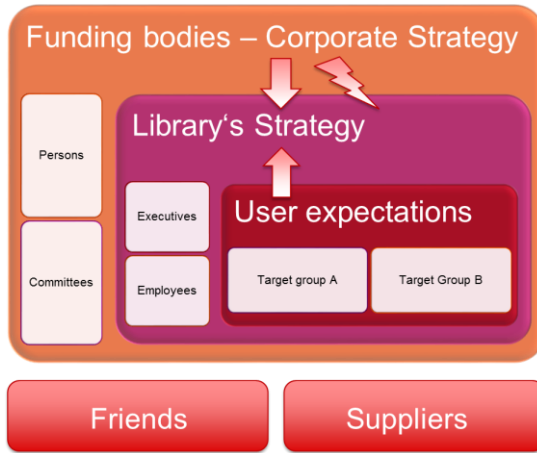 Funding bodies – Corporate Strategy
Library‘s Strategy
Persons
Executives
User expectations
Committees
Employees
Target group A
Target Group B
Friends
Suppliers